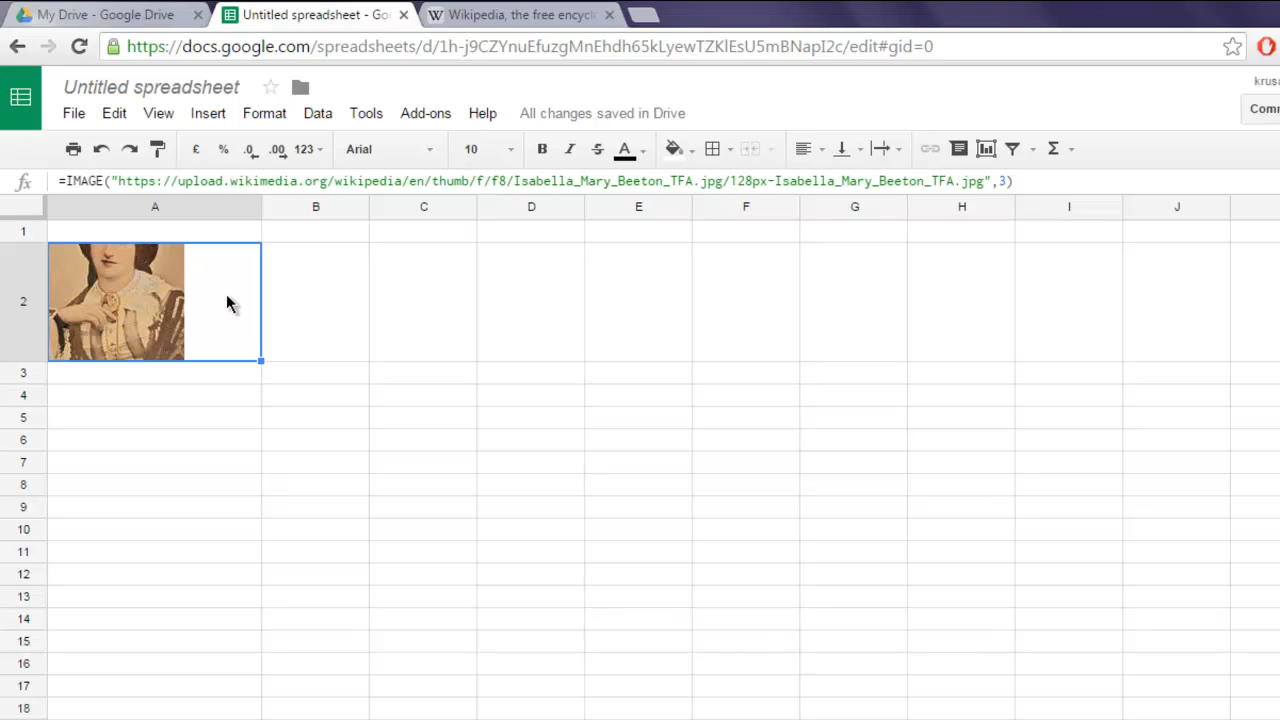 My Drive - Google Drive
Untitled spreadsheet - Goo
Wikipedia, the free encycl
https://docs.google.com/spreadsheets/d/1h-j9CZYnuEfuzgMnEhdh65kLyewTZKlEsU5mBNapI2c/edit#gid=0
Untitled spreadsheet
krusa
File Edit View Insert Format Data Tools Add-ons Help All changes saved in Drive
Comm
£ % .0 .00 123 Arial 10 B I S A Σ
fx =IMAGE("https://upload.wikimedia.org/wikipedia/en/thumb/f/f8/Isabella_Mary_Beeton_TFA.jpg/128px-Isabella_Mary_Beeton_TFA.jpg",3)
A B C D E F G H I J
1
2
3
4
5
6
7
8
9
10
11
12
13
14
15
16
17
18